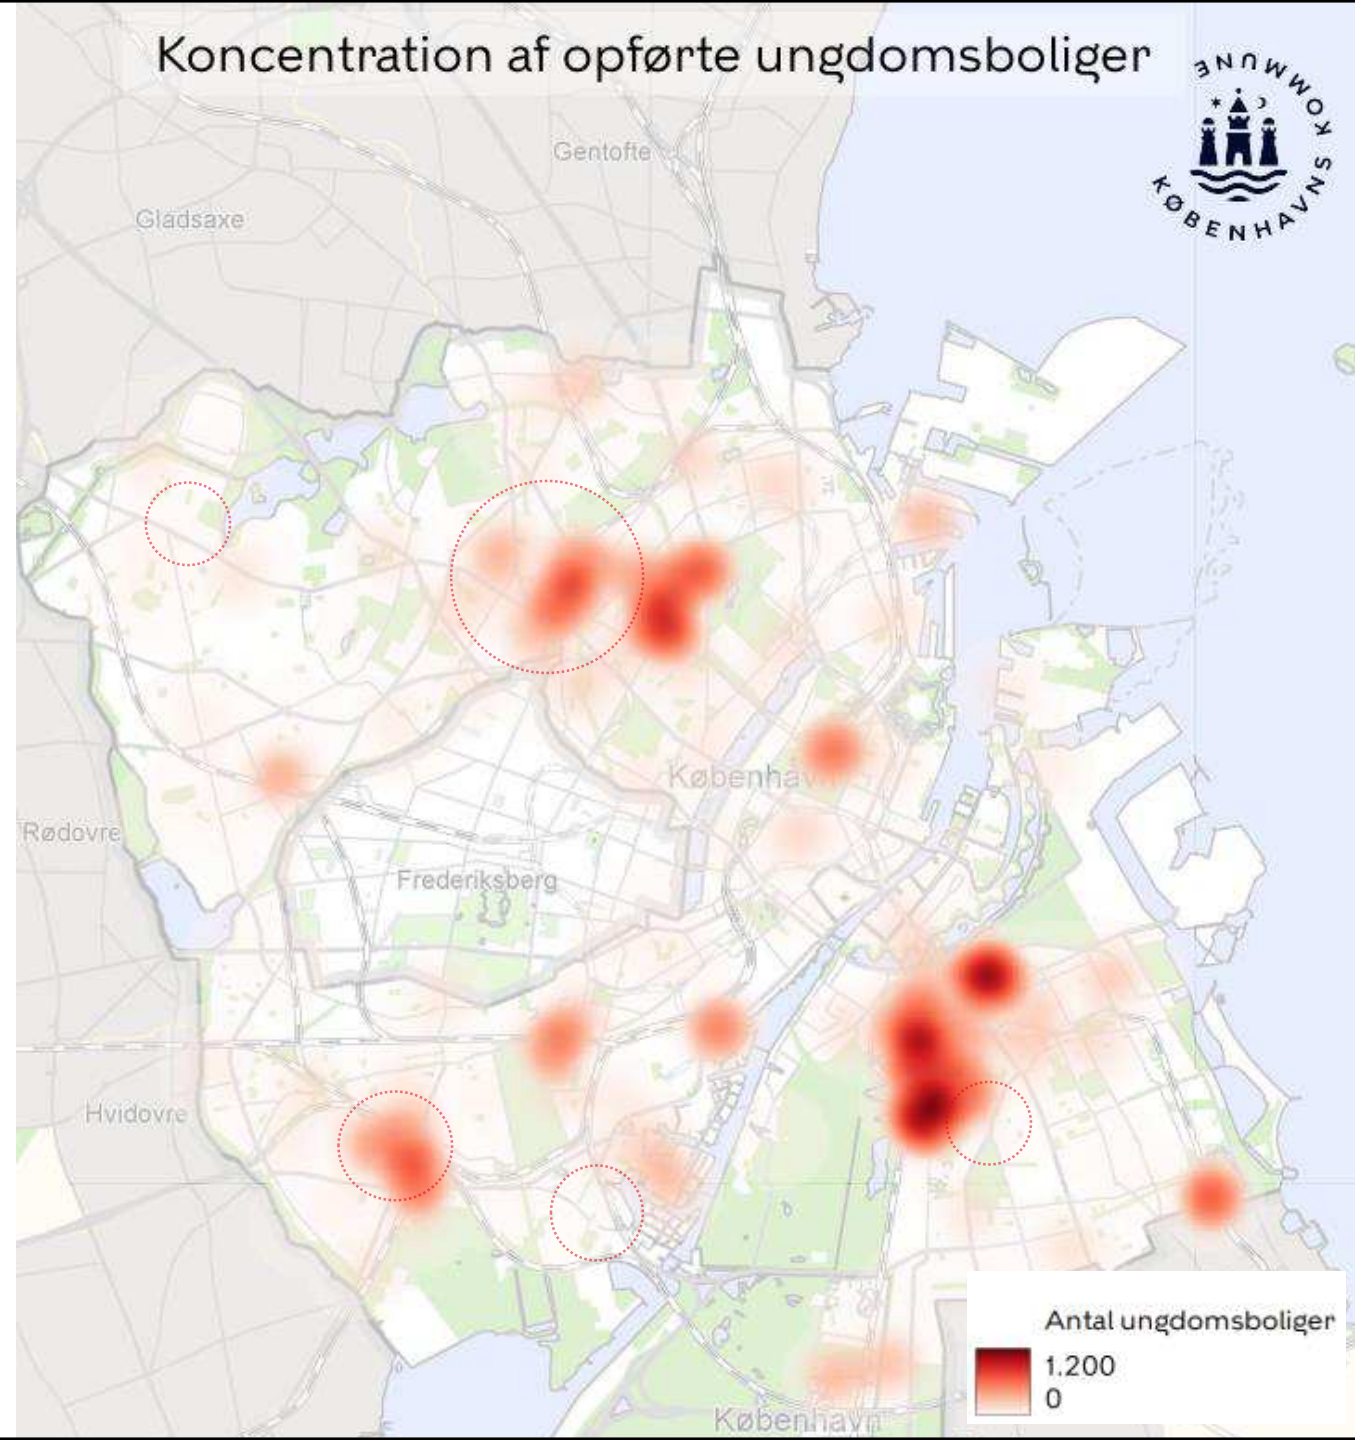 Koncentration af opførte ungdomsboliger
KØBENHAVNS KOMMUNE
Gentofte
Gladsaxe
København
Rødovre
Frederiksberg
Hvidovre
Antal ungdomsboliger
1.200
0
København